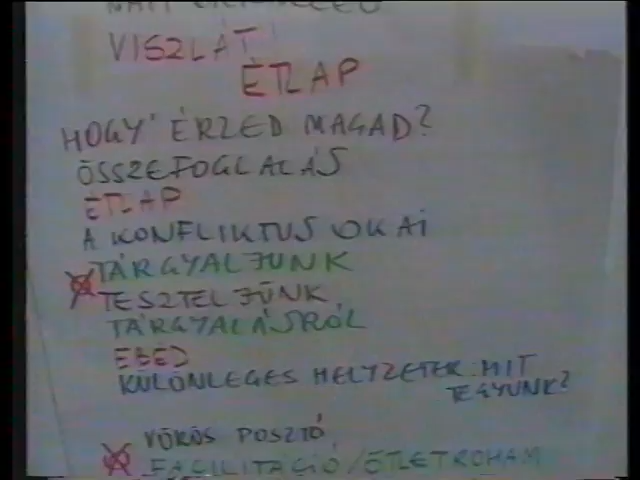 VISZLÁT
ÉTLAP
HOGY' ÉRZED MAGAD?
ÖSSZEFOGLALÁS
ÉTLAP
A KONFLIKTUS OKAI
TÁRGYALJUNK
TESZTELJÜNK
TÁRGYALÁSRÓL
EBÉD
KÜLÖNLEGES HELYZETEK: MIT
TEGYÜNK?
VÖRÖS POSZTÓ
FACILITÁCIÓ/ÖTLETROHAM